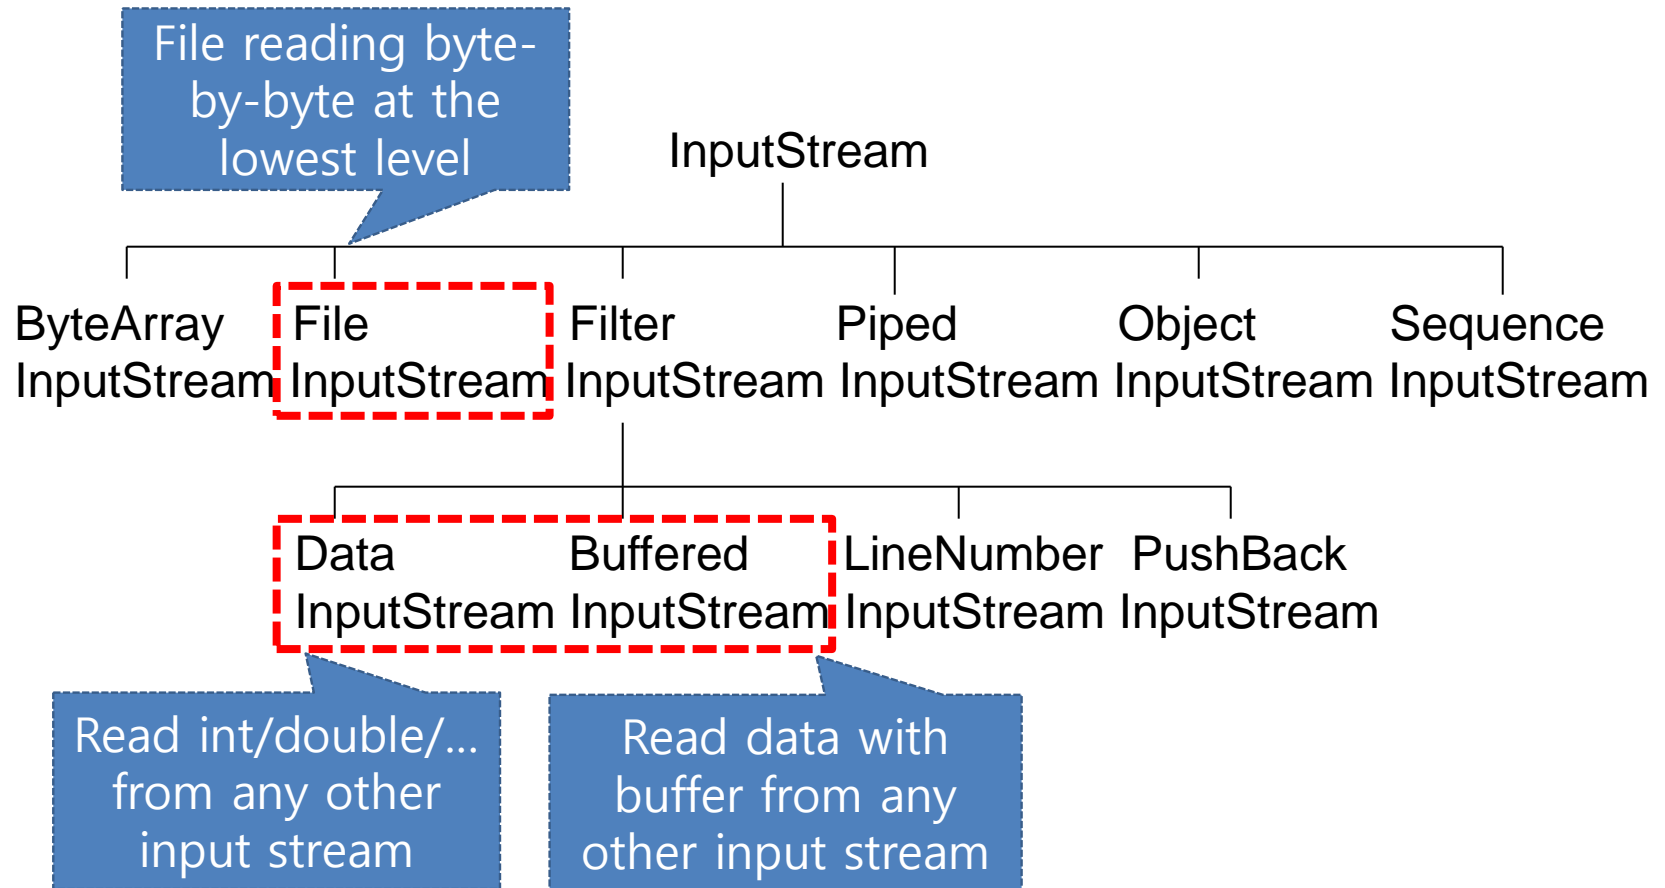 File reading byte-
by-byte at the
lowest level
InputStream
ByteArray File Filter Piped Object Sequence
InputStream InputStream InputStream InputStream InputStream InputStream
Data Buffered LineNumber PushBack
InputStream InputStream InputStream InputStream
Read int/double/...
from any other
input stream
Read data with
buffer from any
other input stream